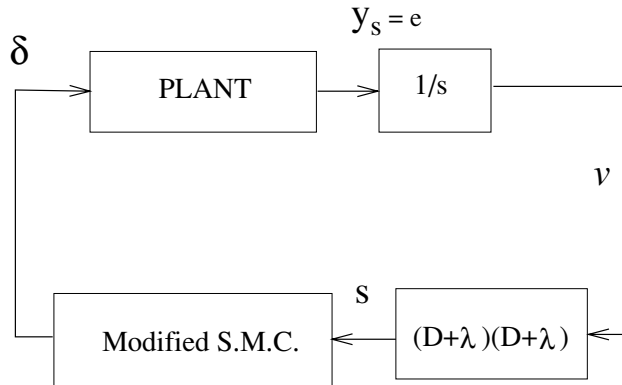 y_s = e
δ
PLANT
1/s
ν
s
Modified S.M.C.
(D+λ)(D+λ)